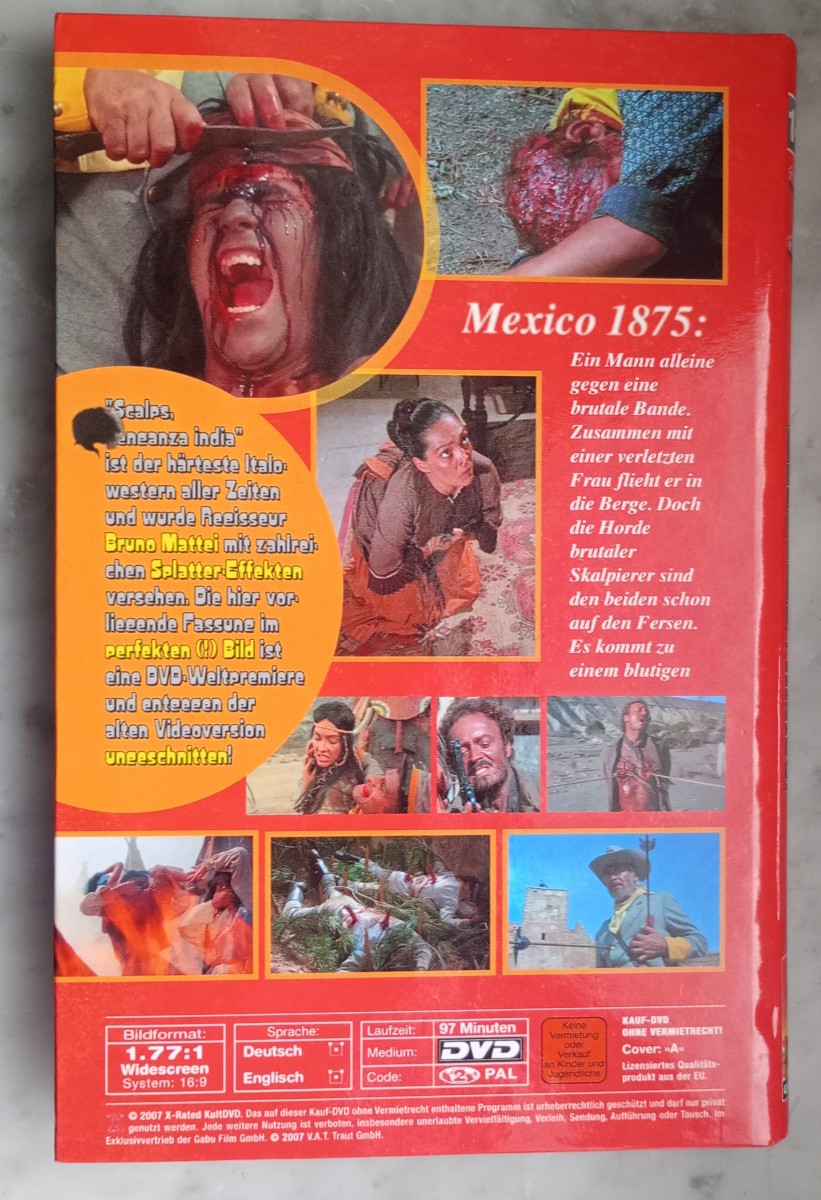 Mexico 1875:
Ein Mann alleine
gegen eine
brutale Bande.
Zusammen mit
einer verletzten
Frau flieht er in
die Berge. Doch
die Horde
brutaler
Skalpierer sind
den beiden schon
auf den Fersen.
Es kommt zu
einem blutigen
"Scalps,
eneanza india"
ist der härteste Italo-
western aller Zeiten
und wurde Regisseur
Bruno Mattei mit zahlrei-
chen Splatter-Effekten
versehen. Die hier vor-
liegende Fassung im
perfekten (!) Bild ist
eine DVD-Weltpremiere
und entgegen der
alten Videoversion
ungeschnitten!
Bildformat:
1.77:1
Widescreen
System: 16:9
Sprache:
Deutsch
Englisch
Laufzeit: 97 Minuten
Medium: DVD
Code: 2 PAL
Keine
Vermietung
oder
Verkauf
an Kinder und
Jugendliche
KAUF-DVD
OHNE VERMIETRECHT!
Cover: »A«
Lizensiertes Qualitäts-
produkt aus der EU.
© 2007 X-Rated KultDVD. Das auf dieser Kauf-DVD ohne Vermietrecht enthaltene Programm ist urheberrechtlich geschützt und darf nur privat
genutzt werden. Jede weitere Nutzung ist verboten, insbesondere unerlaubte Vervielfältigung, Verleih, Sendung, Aufführung oder Tausch. Im
Exklusivvertrieb der Gabu Film GmbH. © 2007 V.A.T. Traut GmbH.